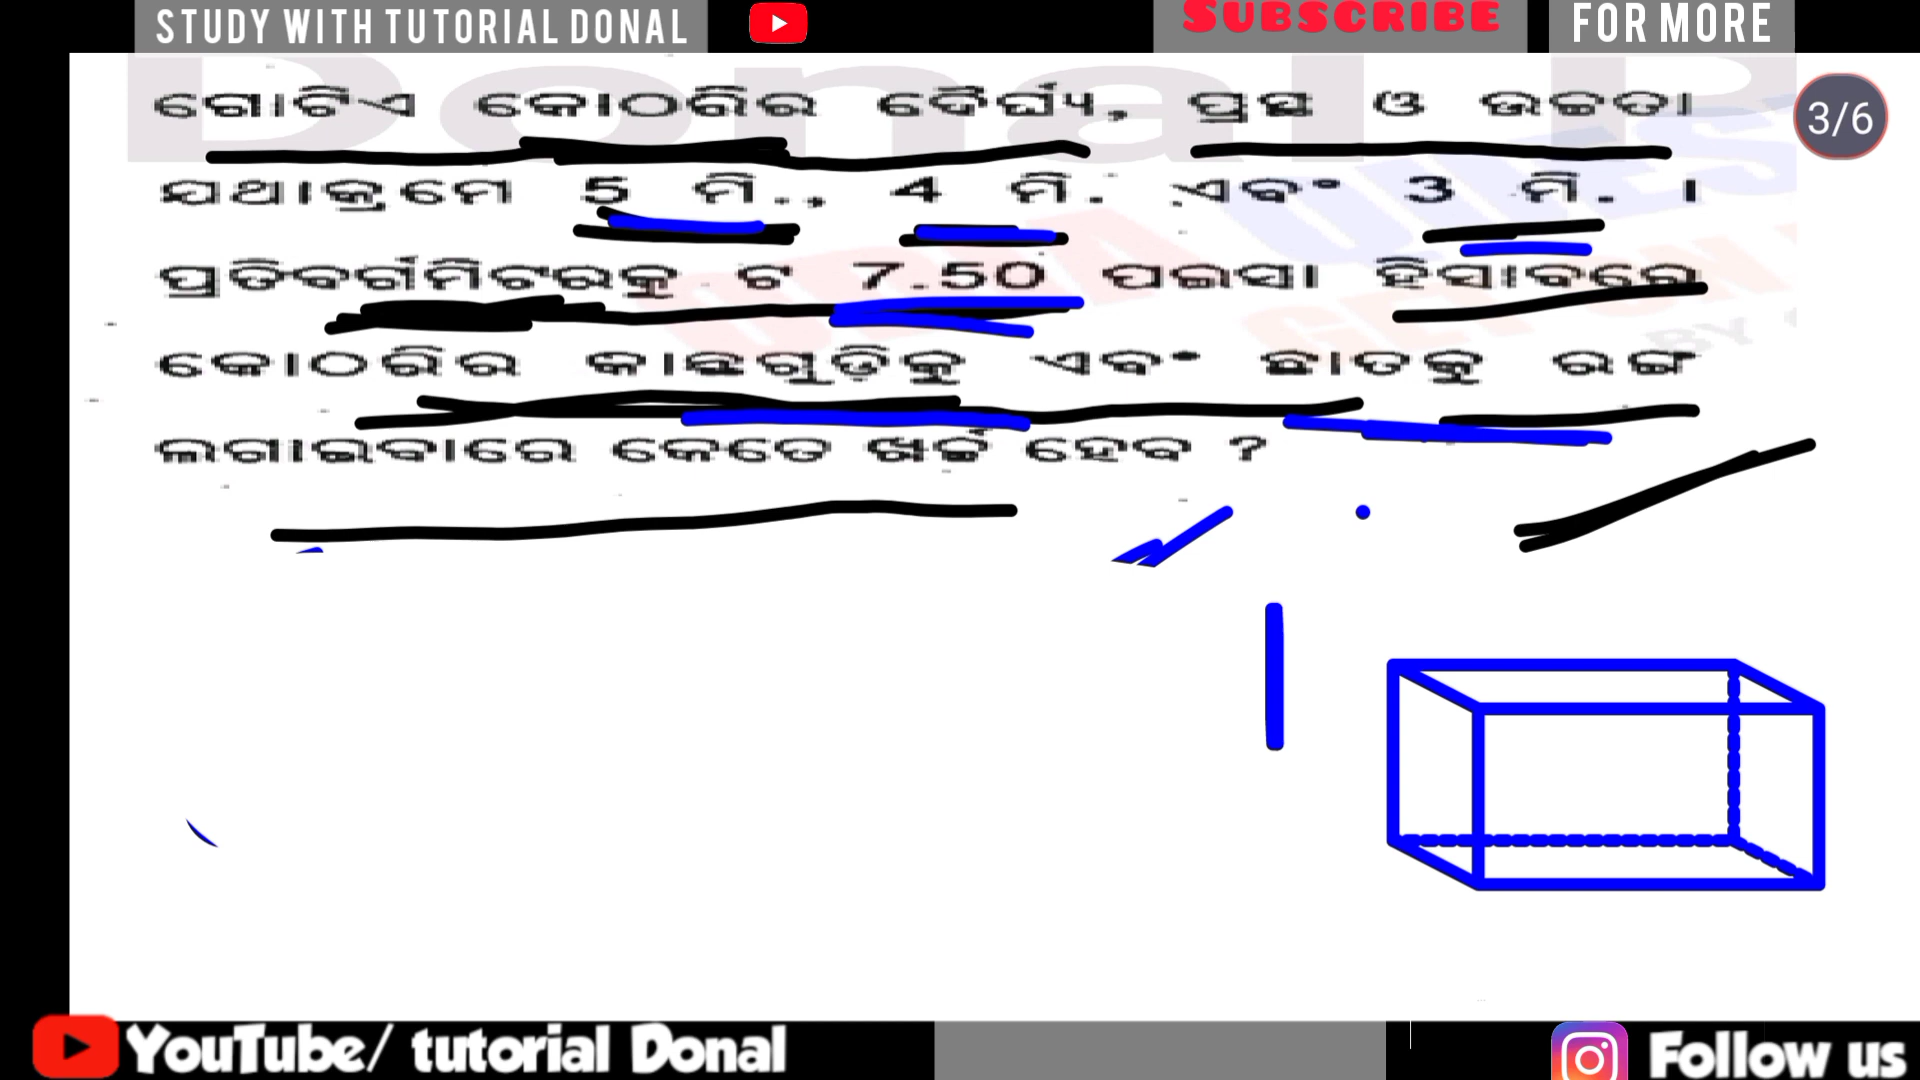 STUDY WITH TUTORIAL DONAL SUBSCRIBE FOR MORE
3/6
ଗୋଟିଏ କୋଠରିର ଦୈର୍ଘ୍ୟ, ପ୍ରସ୍ଥ ଓ ଉଚ୍ଚତା
ଯଥାକ୍ରମେ 5 ମି., 4 ମି. ଏବଂ 3 ମି. ।
ପ୍ରତିବର୍ଗମିଟରକୁ ଟ 7.50 ପଇସା ହିସାବରେ
କୋଠରିର କାନ୍ଥଗୁଡ଼ିକୁ ଏବଂ ଛାତକୁ ରଙ୍ଗ
ଲଗାଇବାରେ କେତେ ଖର୍ଚ୍ଚ ହେବ ?
YouTube/ tutorial Donal Follow us